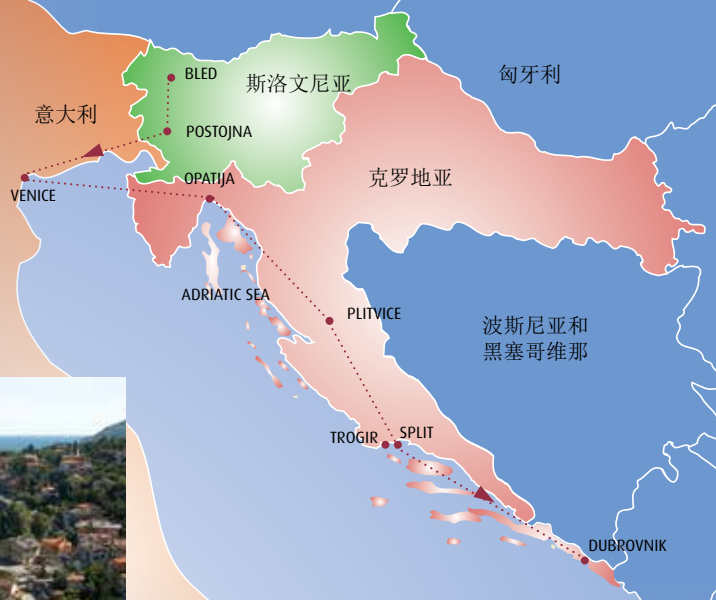 BLED
匈牙利
斯洛文尼亚
意大利
POSTOJNA
OPATIJA
克罗地亚
VENICE
ADRIATIC SEA
PLITVICE
波斯尼亚和
黑塞哥维那
TROGIR
SPLIT
DUBROVNIK